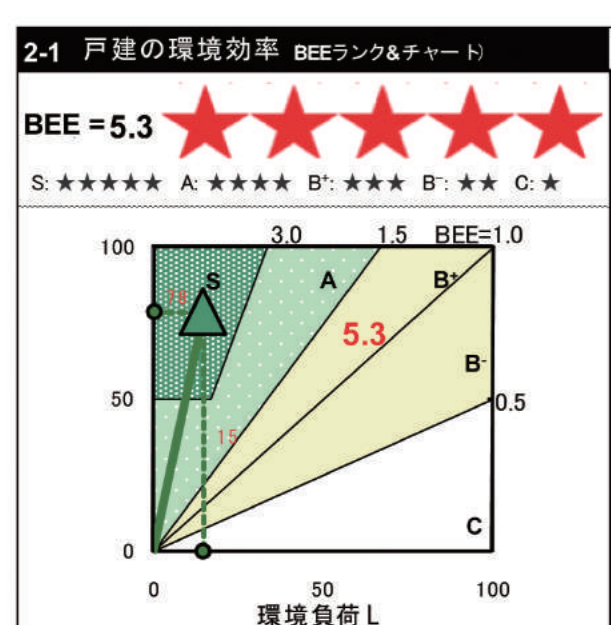 2-1 戸建の環境効率 BEEランク&チャート)
BEE = 5.3 ★★★★★
S: ★★★★★ A: ★★★★ B⁺: ★★★ B⁻: ★★ C: ★
3.0 1.5 BEE=1.0
100
S A B⁺
78
5.3
B⁻
50
0.5
15
C
0
0 50 100
環境負荷 L